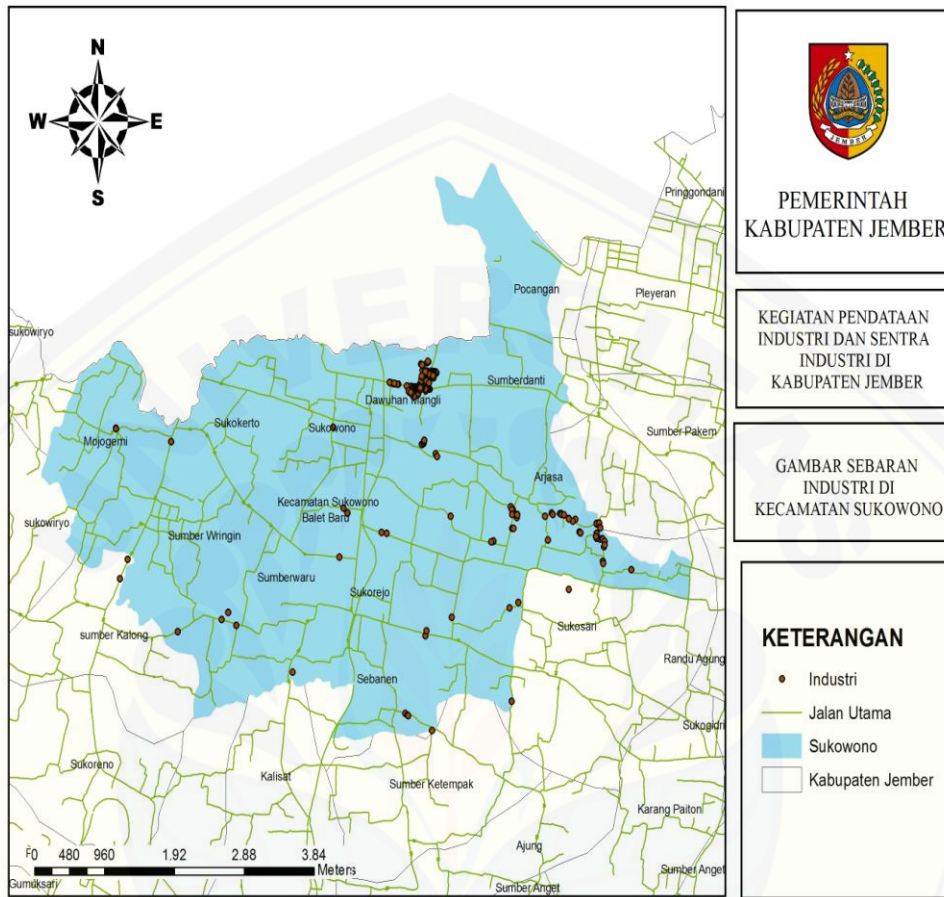 N
W E
S
Pringgondani
Pocangan
Pleyeran
sukowiryo
Sumberdanti
Dawuhan Mangli
Sukokerto
Sukowono
Mojogemi
Sumber Pakem
Arjasa
Kecamatan Sukowono
Balet Baru
sukowiryo
Sumber Wringin
Sumberwaru
Sukorejo
sumber Kalong
Sukosari
Randu Agung
Sebanen
Sukogidri
Sukoreno
Kalisat
Sumber Ketempak
Karang Paiton
Ajung
0 480 960 1.92 2.88 3.84
Meters
Gumuksari
Sumber Anget
Sumber Anget
JEMBER
PEMERINTAH
KABUPATEN JEMBER
KEGIATAN PENDATAAN
INDUSTRI DAN SENTRA
INDUSTRI DI
KABUPATEN JEMBER
GAMBAR SEBARAN
INDUSTRI DI
KECAMATAN SUKOWONO
KETERANGAN
Industri
Jalan Utama
Sukowono
Kabupaten Jember